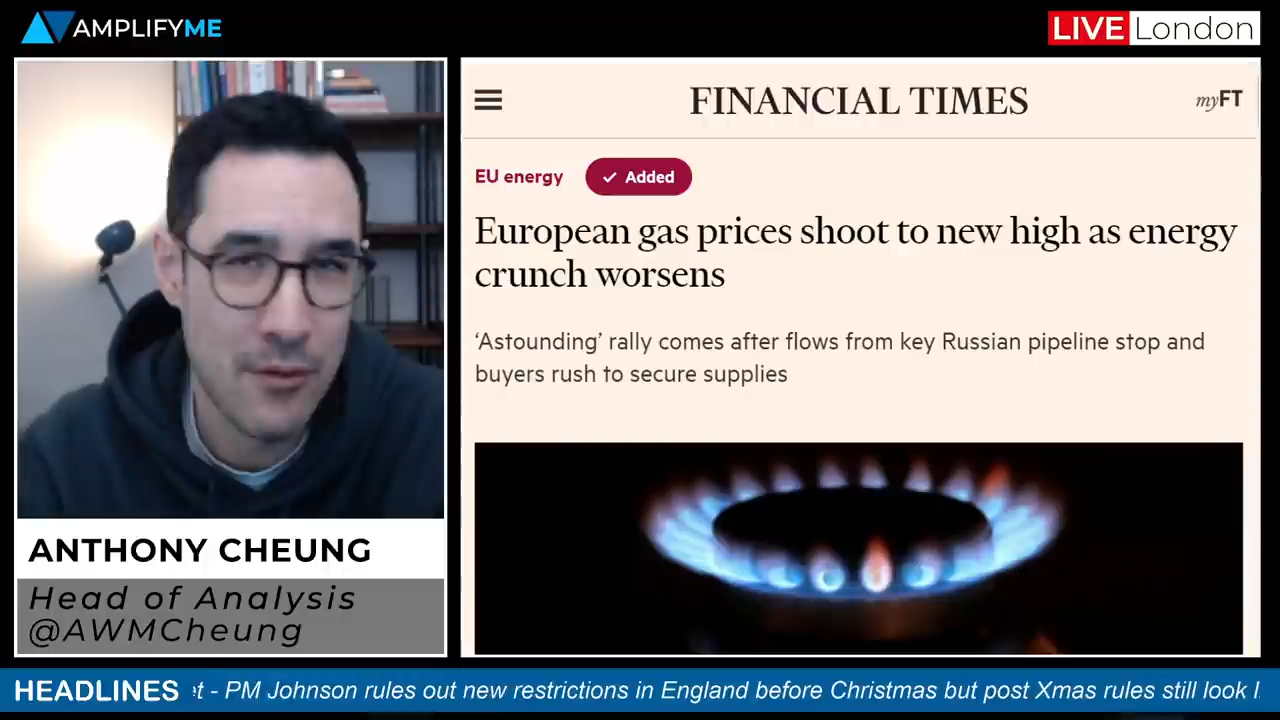 AMPLIFYME
LIVE London
FINANCIAL TIMES
myFT
EU energy
Added
European gas prices shoot to new high as energy
crunch worsens
‘Astounding’ rally comes after flows from key Russian pipeline stop and
buyers rush to secure supplies
ANTHONY CHEUNG
Head of Analysis
@AWMCheung
HEADLINES - PM Johnson rules out new restrictions in England before Christmas but post Xmas rules still look